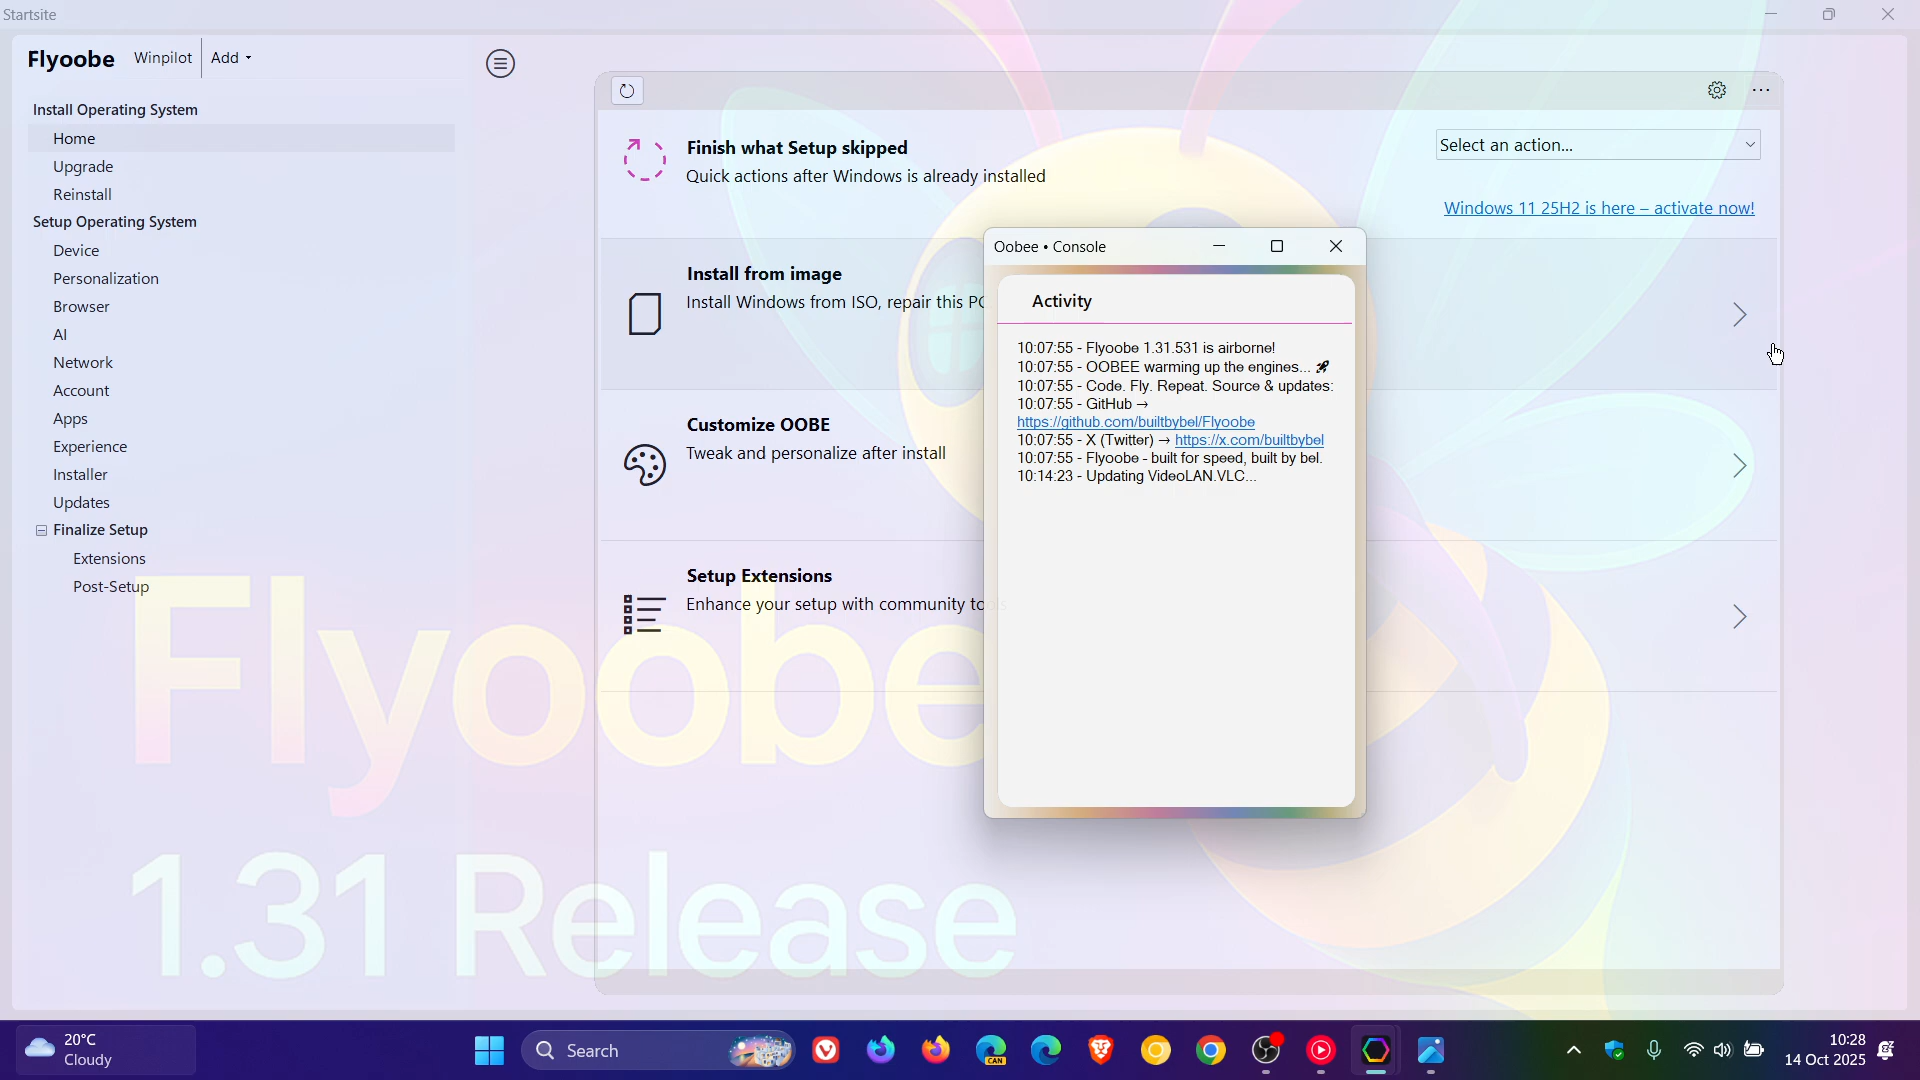 Startsite
Flyoobe Winpilot Add
Install Operating System
Home
Upgrade
Reinstall
Setup Operating System
Device
Personalization
Browser
AI
Network
Account
Apps
Experience
Installer
Updates
Finalize Setup
Extensions
Post-Setup
Finish what Setup skipped
Quick actions after Windows is already installed
Select an action...
Windows 11 25H2 is here – activate now!
Install from image
Install Windows from ISO, repair this PC
Customize OOBE
Tweak and personalize after install
Setup Extensions
Enhance your setup with community tools
Oobee • Console
Activity
10:07:55 - Flyoobe 1.31.531 is airborne!
10:07:55 - OOBEE warming up the engines... 🚀
10:07:55 - Code. Fly. Repeat. Source & updates:
10:07:55 - GitHub →
https://github.com/builtbybel/Flyoobe
10:07:55 - X (Twitter) → https://x.com/builtbybel
10:07:55 - Flyoobe - built for speed, built by bel.
10:14:23 - Updating VideoLAN.VLC...
Flyoobe
1.31 Release
20°C
Cloudy
Search
CAN
10:28
14 Oct 2025